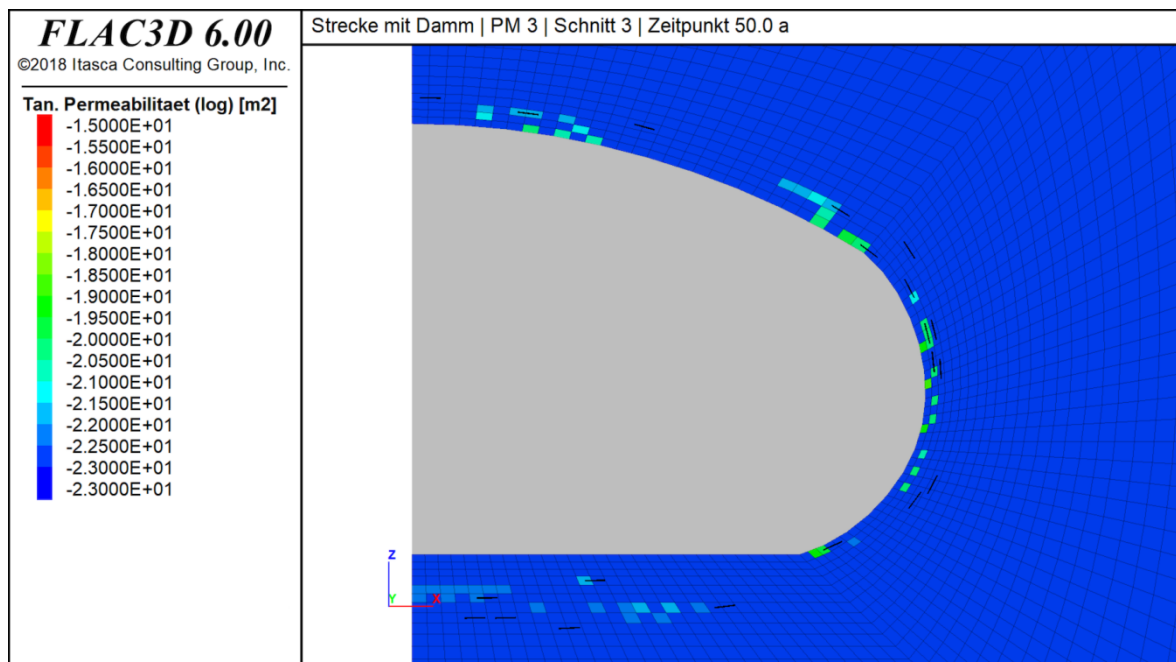 FLAC3D 6.00
©2018 Itasca Consulting Group, Inc.
Tan. Permeabilitaet (log) [m2]
-1.5000E+01
-1.5500E+01
-1.6000E+01
-1.6500E+01
-1.7000E+01
-1.7500E+01
-1.8000E+01
-1.8500E+01
-1.9000E+01
-1.9500E+01
-2.0000E+01
-2.0500E+01
-2.1000E+01
-2.1500E+01
-2.2000E+01
-2.2500E+01
-2.3000E+01
-2.3000E+01
Strecke mit Damm | PM 3 | Schnitt 3 | Zeitpunkt 50.0 a
Z
Y
X